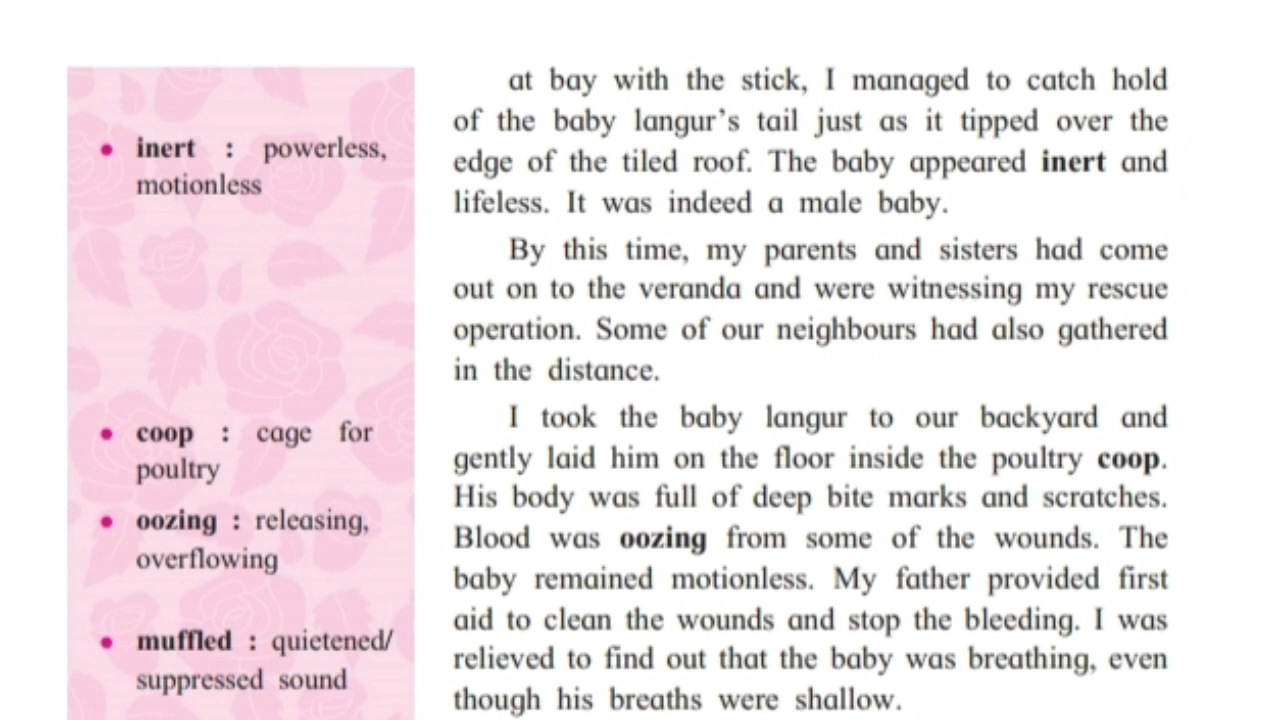 inert : powerless,
motionless
coop : cage for
poultry
oozing : releasing,
overflowing
muffled : quietened/
suppressed sound
at bay with the stick, I managed to catch hold
of the baby langur's tail just as it tipped over the
edge of the tiled roof. The baby appeared inert and
lifeless. It was indeed a male baby.
By this time, my parents and sisters had come
out on to the veranda and were witnessing my rescue
operation. Some of our neighbours had also gathered
in the distance.
I took the baby langur to our backyard and
gently laid him on the floor inside the poultry coop.
His body was full of deep bite marks and scratches.
Blood was oozing from some of the wounds. The
baby remained motionless. My father provided first
aid to clean the wounds and stop the bleeding. I was
relieved to find out that the baby was breathing, even
though his breaths were shallow.